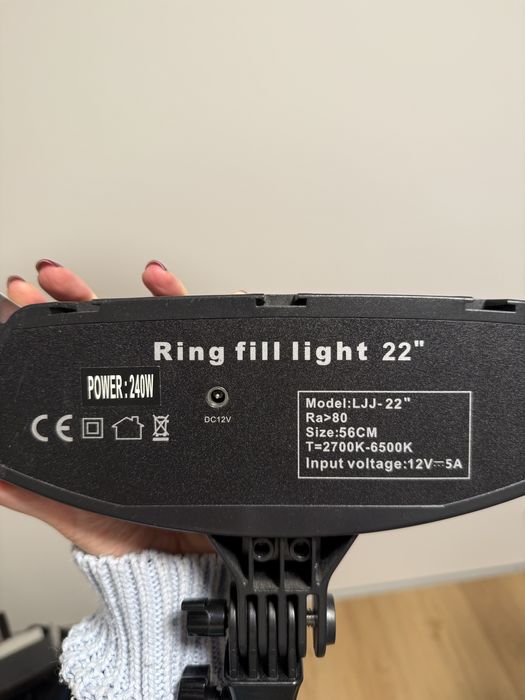 Ring fill light 22"
POWER: 240W
DC12V
CE
Model:LJJ-22"
Ra>80
Size:56CM
T=2700K-6500K
Input voltage:12V⎓5A